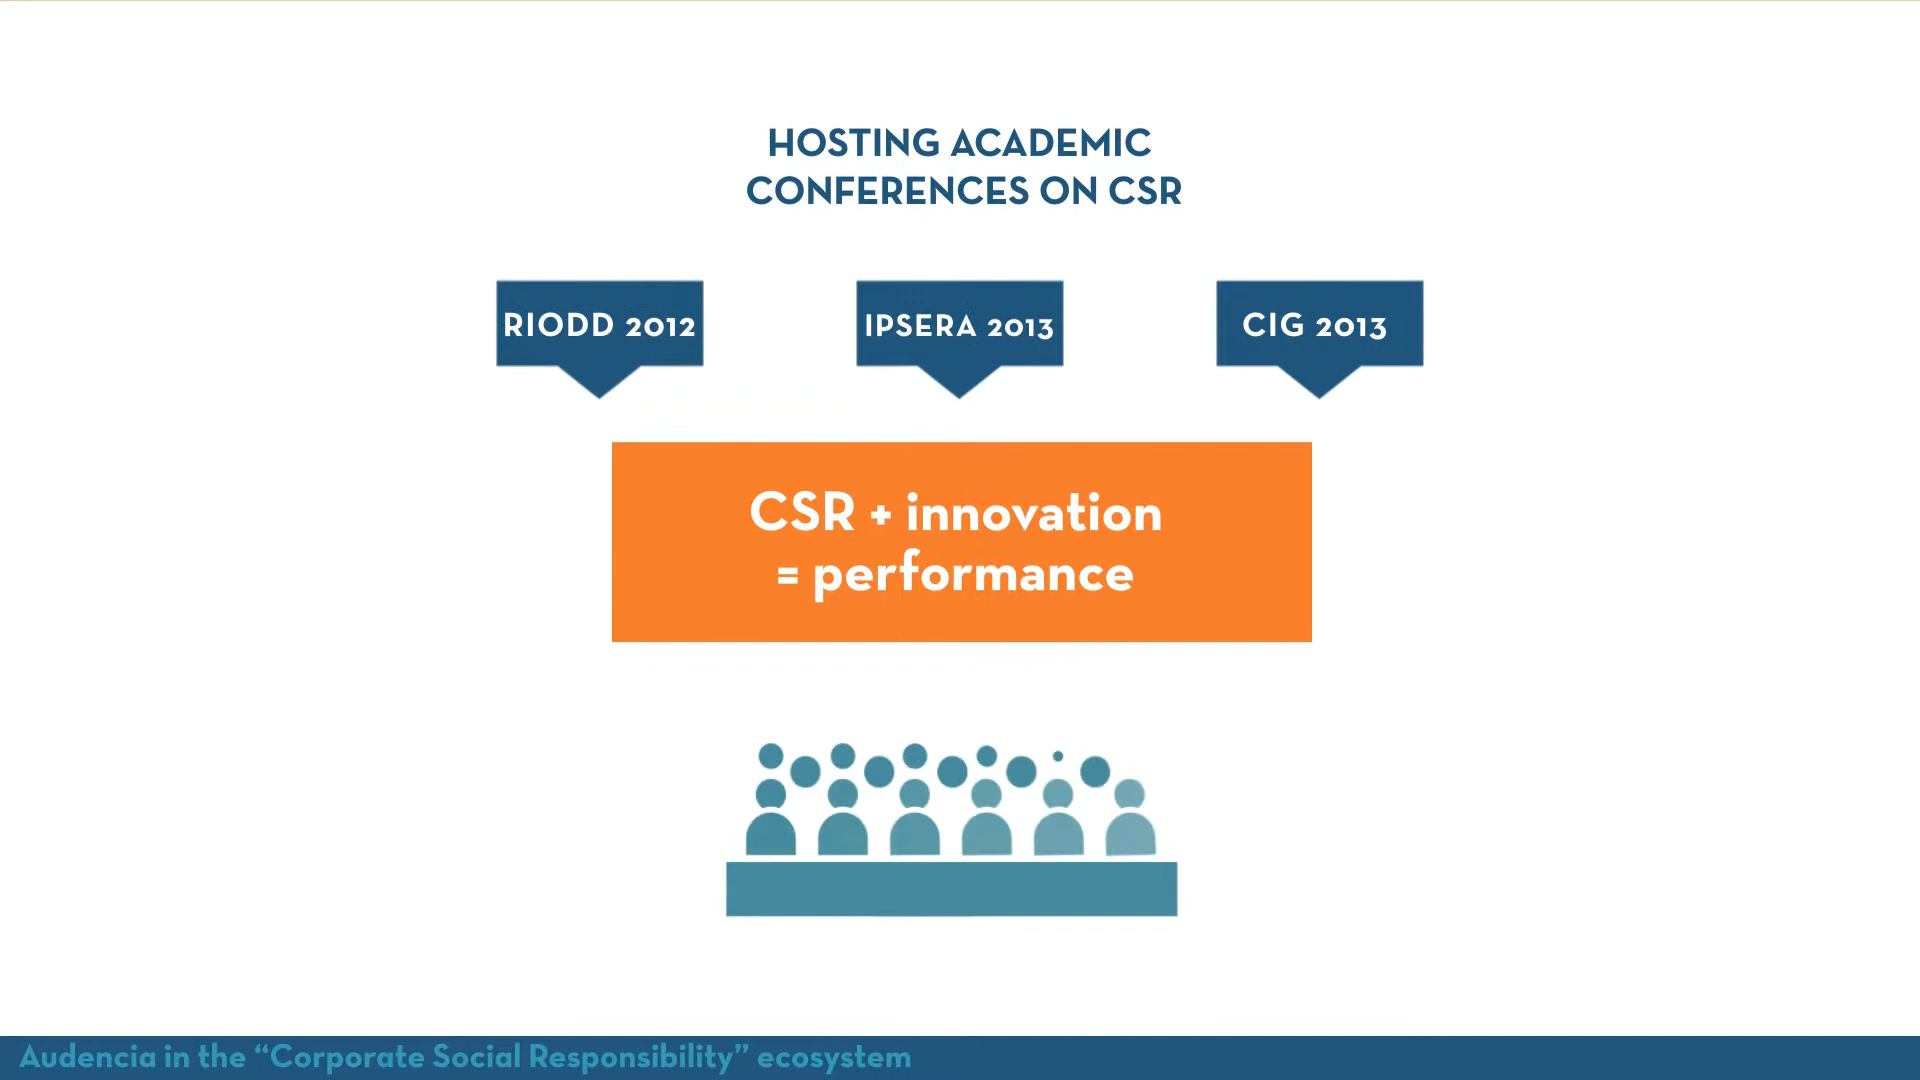 HOSTING ACADEMIC
CONFERENCES ON CSR
RIODD 2012
IPSERA 2013
CIG 2013
CSR + innovation
= performance
Audencia in the “Corporate Social Responsibility” ecosystem